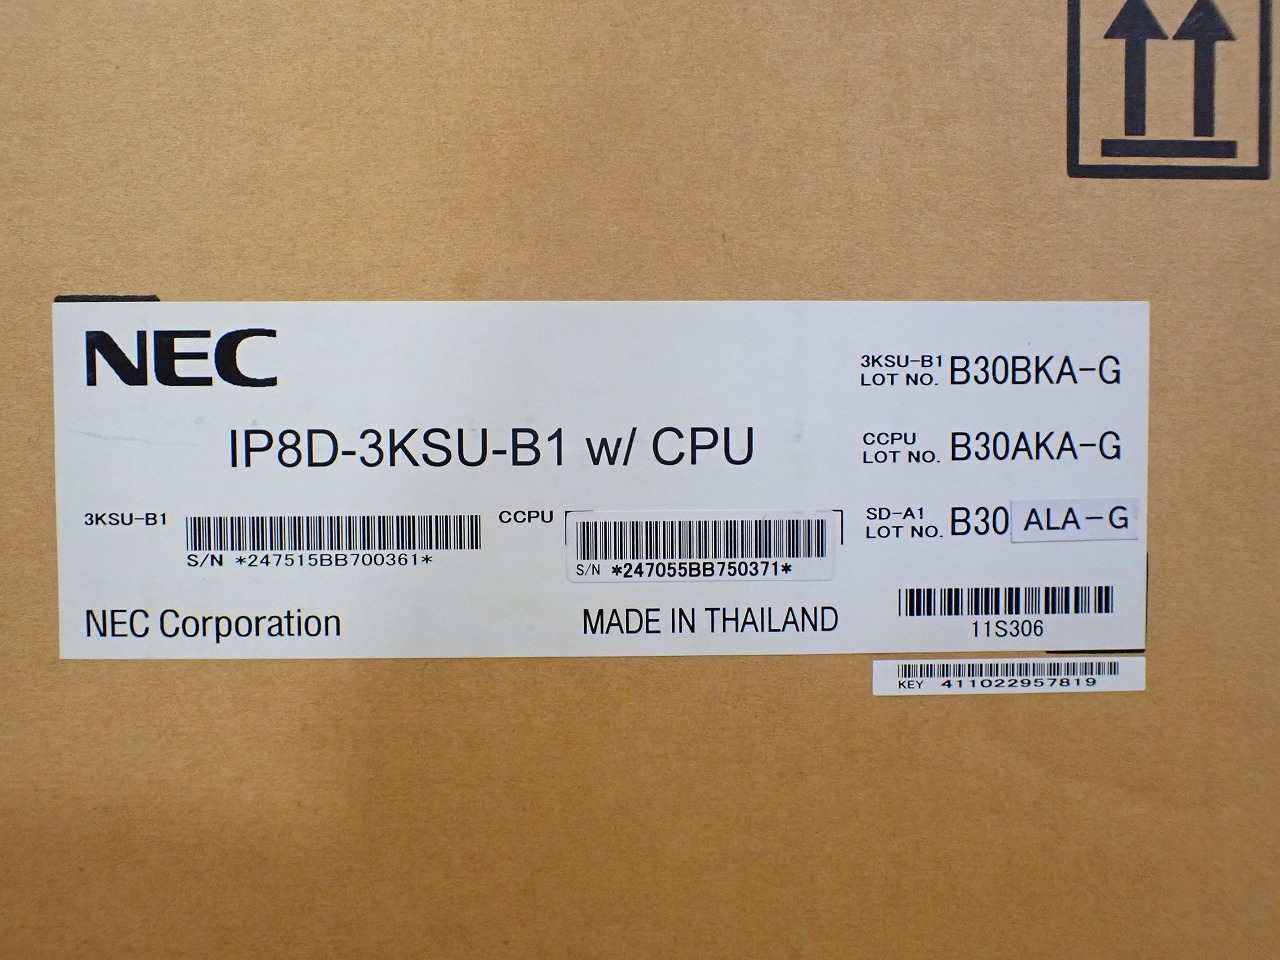 NEC
IP8D-3KSU-B1 w/ CPU
3KSU-B1
S/N *247515BB700361*
CCPU
S/N *247055BB750371*
NEC Corporation
MADE IN THAILAND
3KSU-B1
LOT NO. B30BKA-G
CCPU
LOT NO. B30AKA-G
SD-A1
LOT NO. B30 ALA-G
11S306
KEY 411022957819